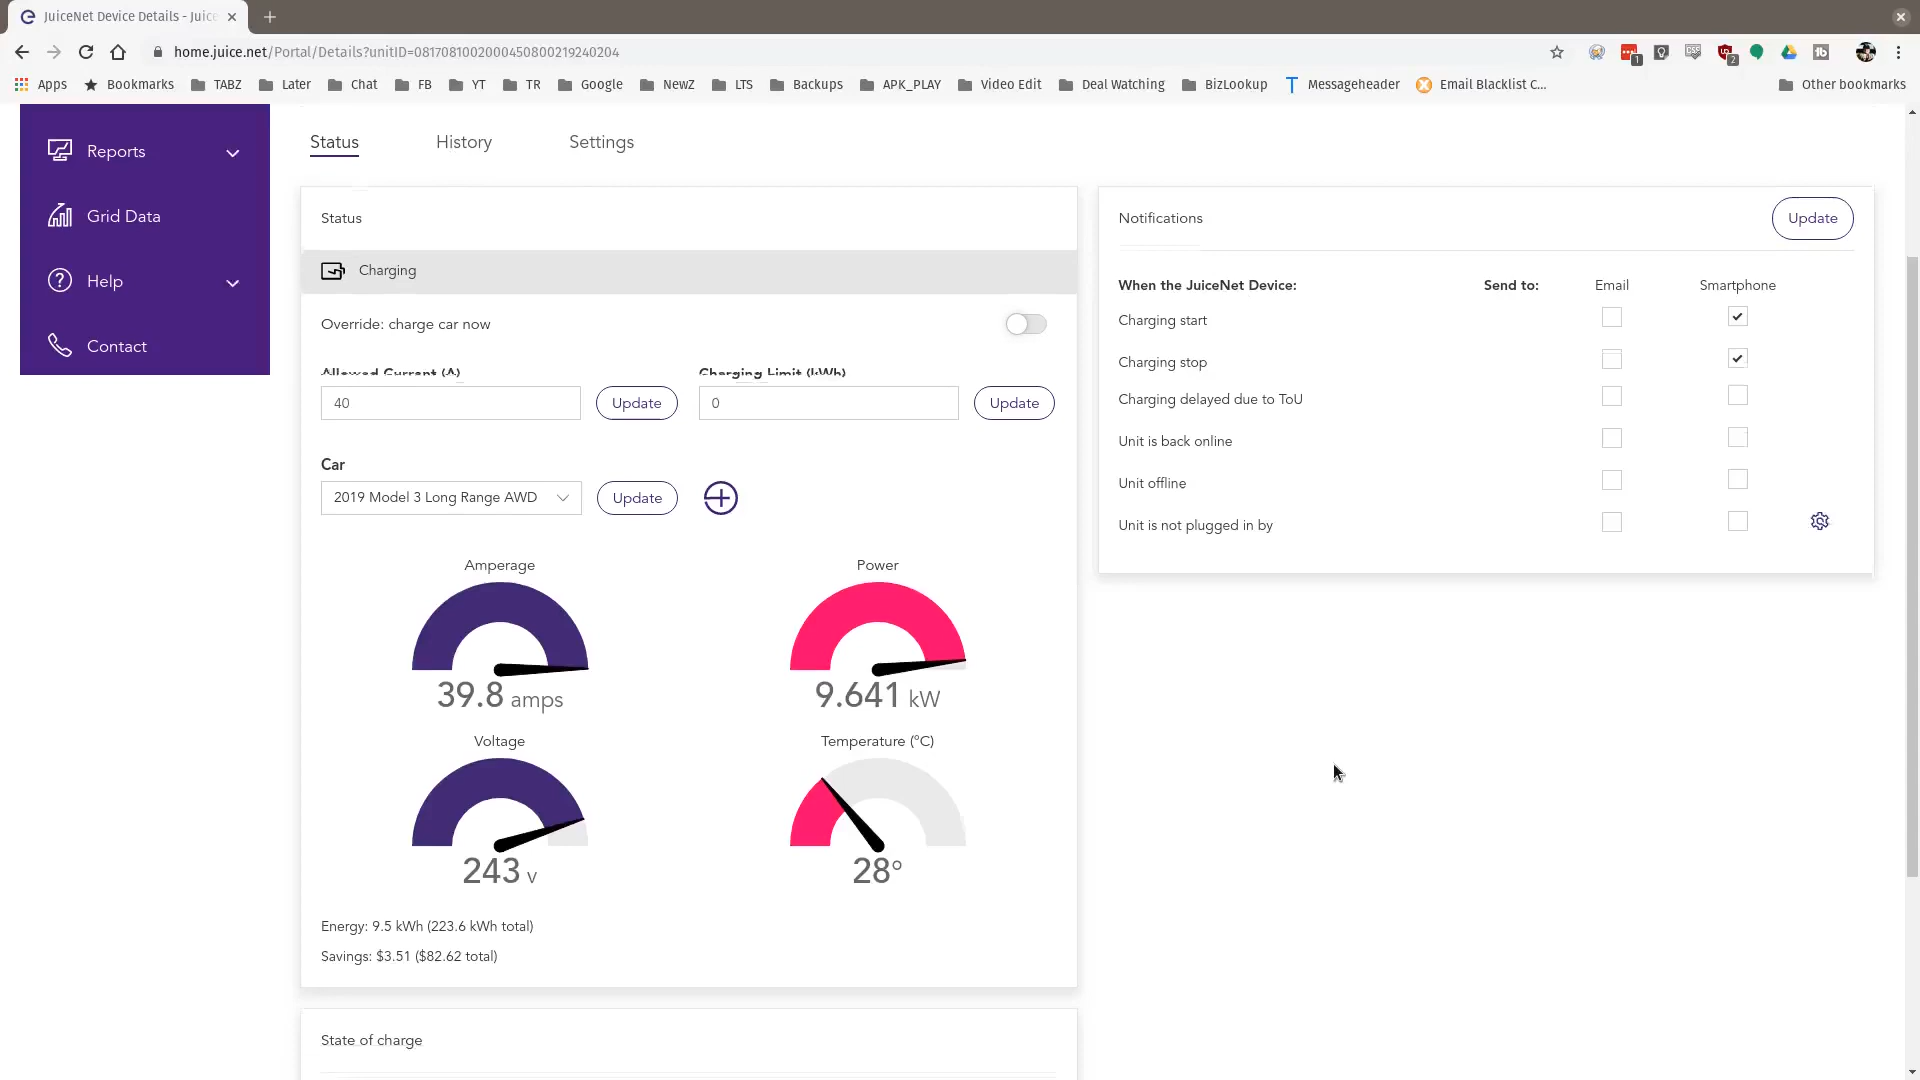 JuiceNet Device Details - Juice
home.juice.net/Portal/Details?unitID=0817081002000450800219240204
1
2
Apps
Bookmarks
TABZ
Later
Chat
FB
YT
TR
Google
NewZ
LTS
Backups
APK_PLAY
Video Edit
Deal Watching
BizLookup
Messageheader
Email Blacklist C...
Other bookmarks
Reports
Grid Data
Help
Contact
Status
History
Settings
Status
Charging
Override: charge car now
Allowed Current (A)
Charging Limit (kWh)
40
Update
0
Update
Car
2019 Model 3 Long Range AWD
Update
Amperage
39.8 amps
Power
9.641 kW
Voltage
243 v
Temperature (ºC)
28º
Energy: 9.5 kWh (223.6 kWh total)
Savings: $3.51 ($82.62 total)
State of charge
Notifications
Update
When the JuiceNet Device:
Send to:
Email
Smartphone
Charging start
Charging stop
Charging delayed due to ToU
Unit is back online
Unit offline
Unit is not plugged in by